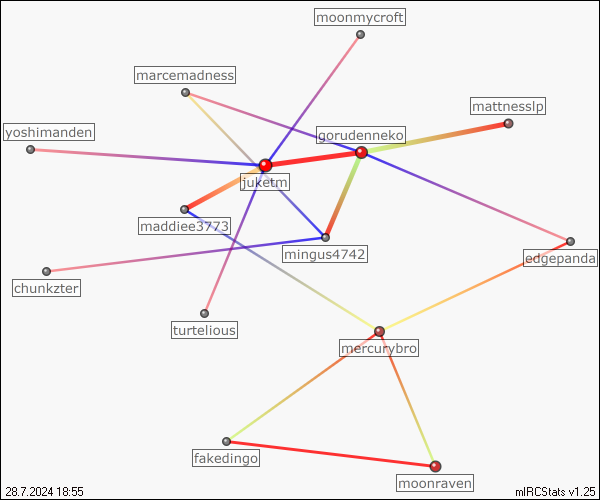 moonmycroft
marcemadness
mattnesslp
yoshimanden
gorudenneko
juketm
maddiee3773
mingus4742
edgepanda
chunkzter
turtelious
mercurybro
fakedingo
moonraven
28.7.2024 18:55
mIRCStats v1.25